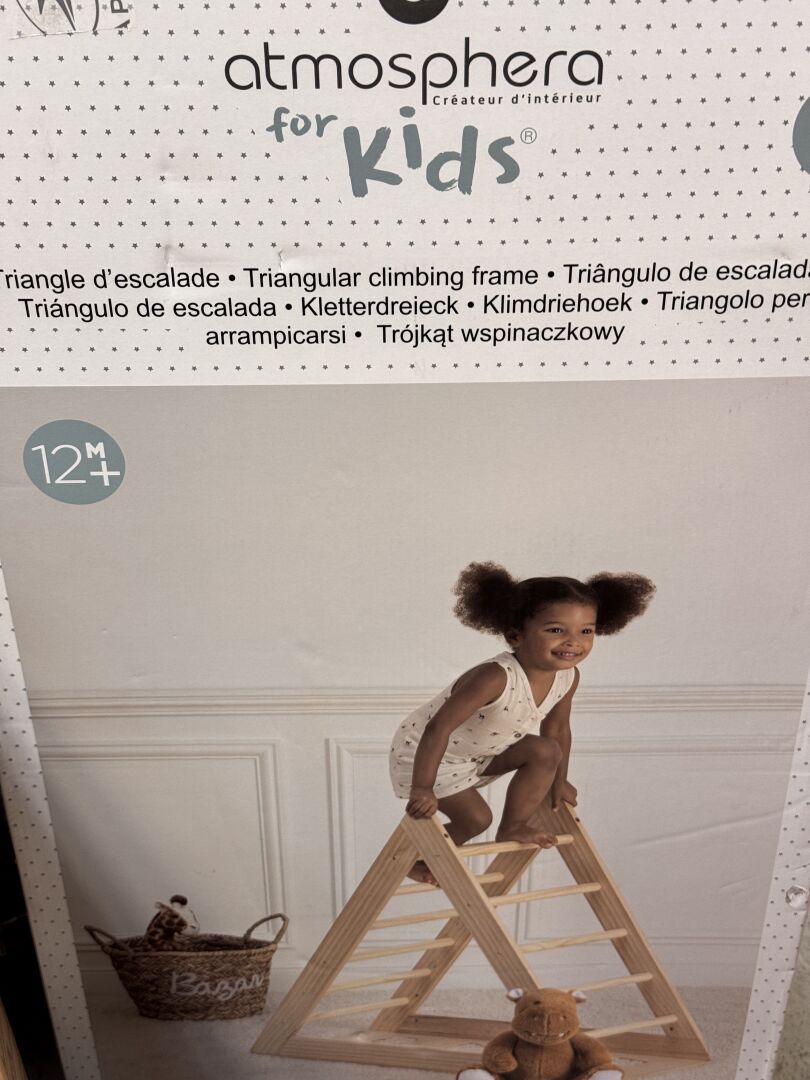 atmosphera
Créateur d'intérieur
for
Kids®
Triangle d'escalade • Triangular climbing frame • Triângulo de escalada
Triángulo de escalada • Kletterdreieck • Klimdriehoek • Triangolo per
arrampicarsi • Trójkąt wspinaczkowy
12M+
Bazar